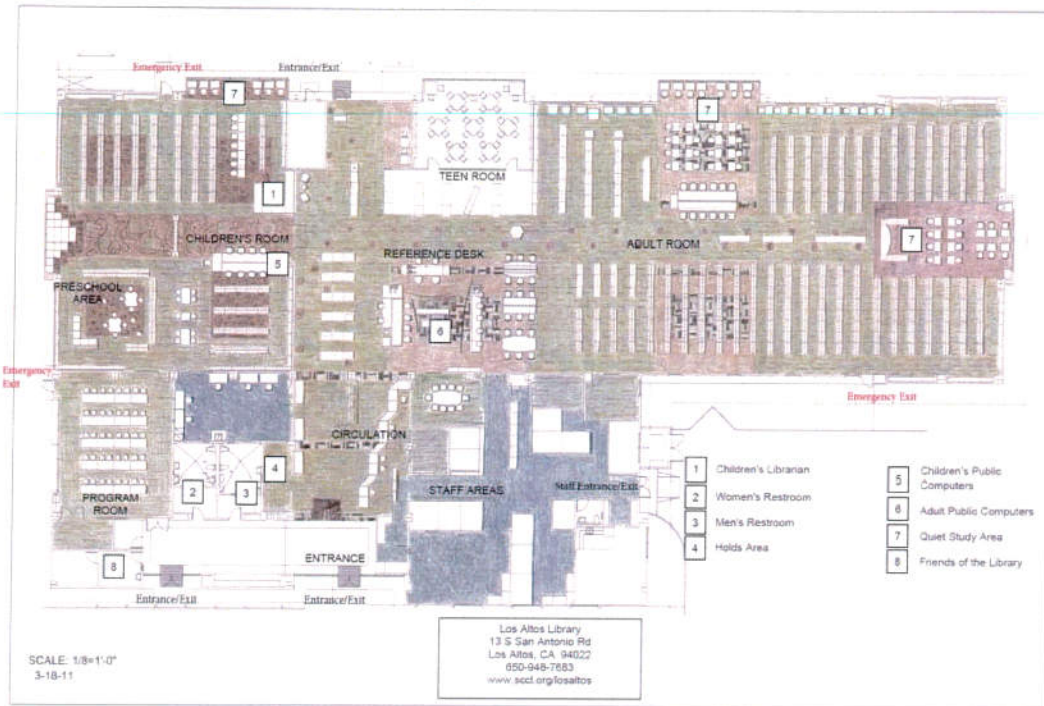 Emergency Exit
Entrance/Exit
7
7
TEEN ROOM
1
CHILDREN'S ROOM
REFERENCE DESK
ADULT ROOM
7
5
PRESCHOOL
AREA
6
Emergency
Exit
Emergency Exit
CIRCULATION
4
2
3
PROGRAM
ROOM
STAFF AREAS
Staff Entrance/Exit
8
ENTRANCE
Entrance/Exit
Entrance/Exit
1 Children's Librarian
2 Women's Restroom
3 Men's Restroom
4 Holds Area
5 Children's Public
Computers
6 Adult Public Computers
7 Quiet Study Area
8 Friends of the Library
SCALE: 1/8=1'-0"
3-18-11
Los Altos Library
13 S San Antonio Rd
Los Altos, CA 94022
650-948-7683
www.sccl.org/losaltos